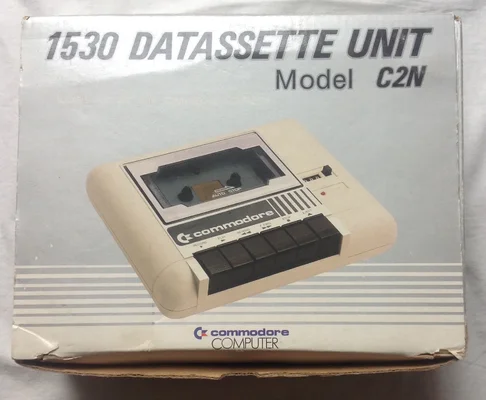 1530 DATASSETTE UNIT
Model C2N
commodore
commodore
COMPUTER